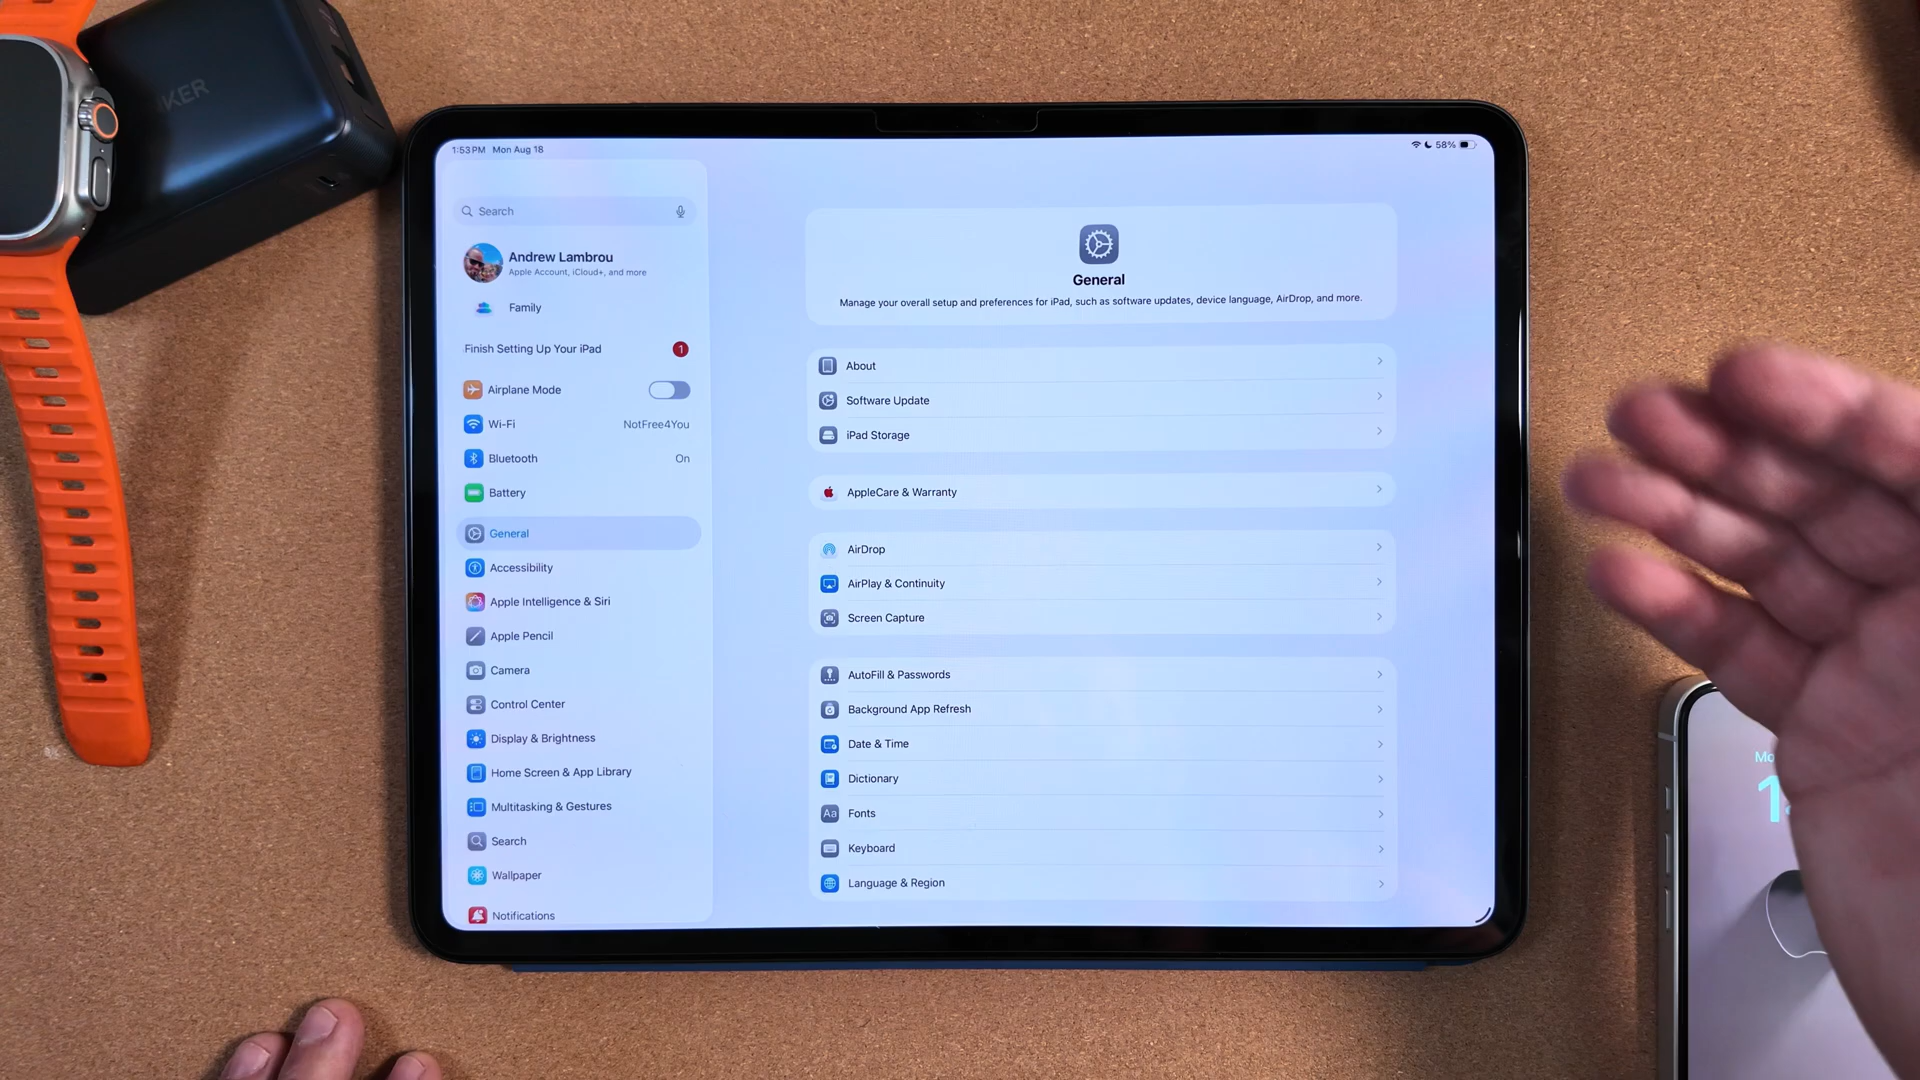 1:53PM Mon Aug 18
58%
Search
Andrew Lambrou
Apple Account, iCloud+, and more
Family
Finish Setting Up Your iPad
1
Airplane Mode
Wi-Fi NotFree4You
Bluetooth On
Battery
General
Accessibility
Apple Intelligence & Siri
Apple Pencil
Camera
Control Center
Display & Brightness
Home Screen & App Library
Multitasking & Gestures
Search
Wallpaper
Notifications
General
Manage your overall setup and preferences for iPad, such as software updates, device language, AirDrop, and more.
About
Software Update
iPad Storage
AppleCare & Warranty
AirDrop
AirPlay & Continuity
Screen Capture
AutoFill & Passwords
Background App Refresh
Date & Time
Dictionary
Aa Fonts
Keyboard
Language & Region